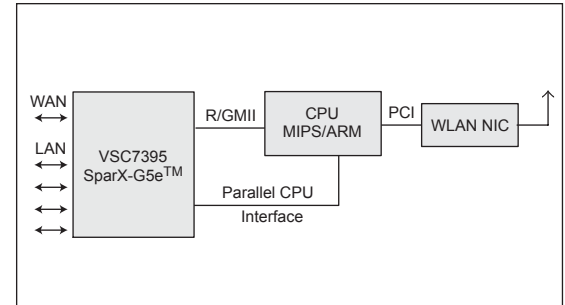 WAN
LAN
VSC7395
SparX-G5e™
R/GMII
CPU
MIPS/ARM
PCI
WLAN NIC
Parallel CPU
Interface